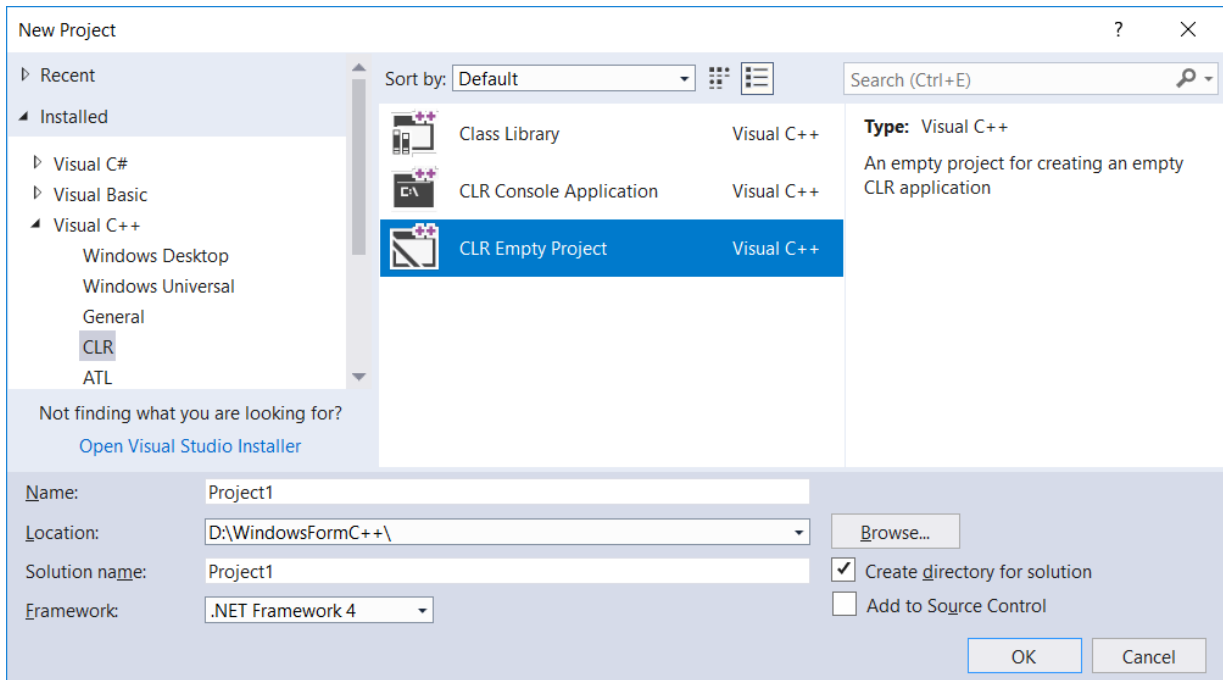 New Project
?
Recent
Installed
Visual C#
Visual Basic
Visual C++
Windows Desktop
Windows Universal
General
CLR
ATL
Not finding what you are looking for?
Open Visual Studio Installer
Sort by: Default
Class Library Visual C++
C:\
CLR Console Application Visual C++
CLR Empty Project Visual C++
Search (Ctrl+E)
Type: Visual C++
An empty project for creating an empty
CLR application
Name: Project1
Location: D:\WindowsFormC++\ Browse...
Solution name: Project1
Create directory for solution
Framework: .NET Framework 4
Add to Source Control
OK Cancel